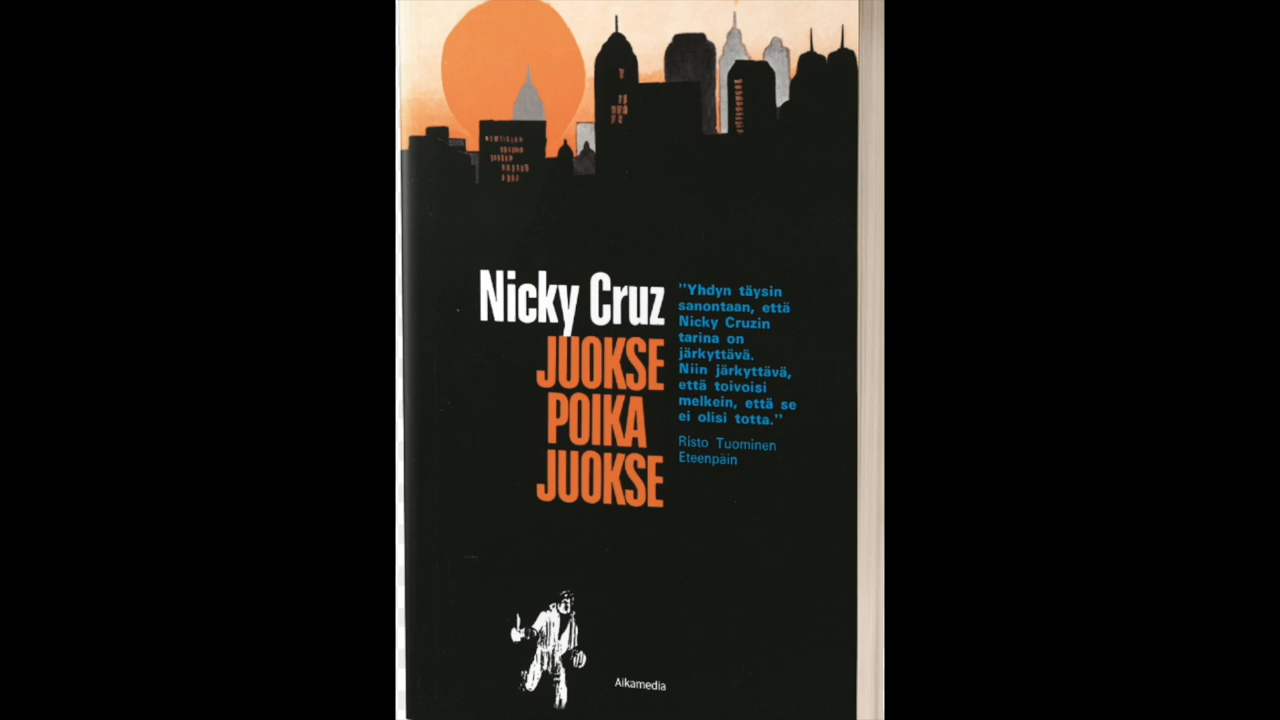 Nicky Cruz
JUOKSE
POIKA
JUOKSE
”Yhdyn täysin
sanontaan, että
Nicky Cruzin
tarina on
järkyttävä.
Niin järkyttävä,
että toivoisi
melkein, että se
ei olisi totta.”
Risto Tuominen
Eteenpäin
Aikamedia